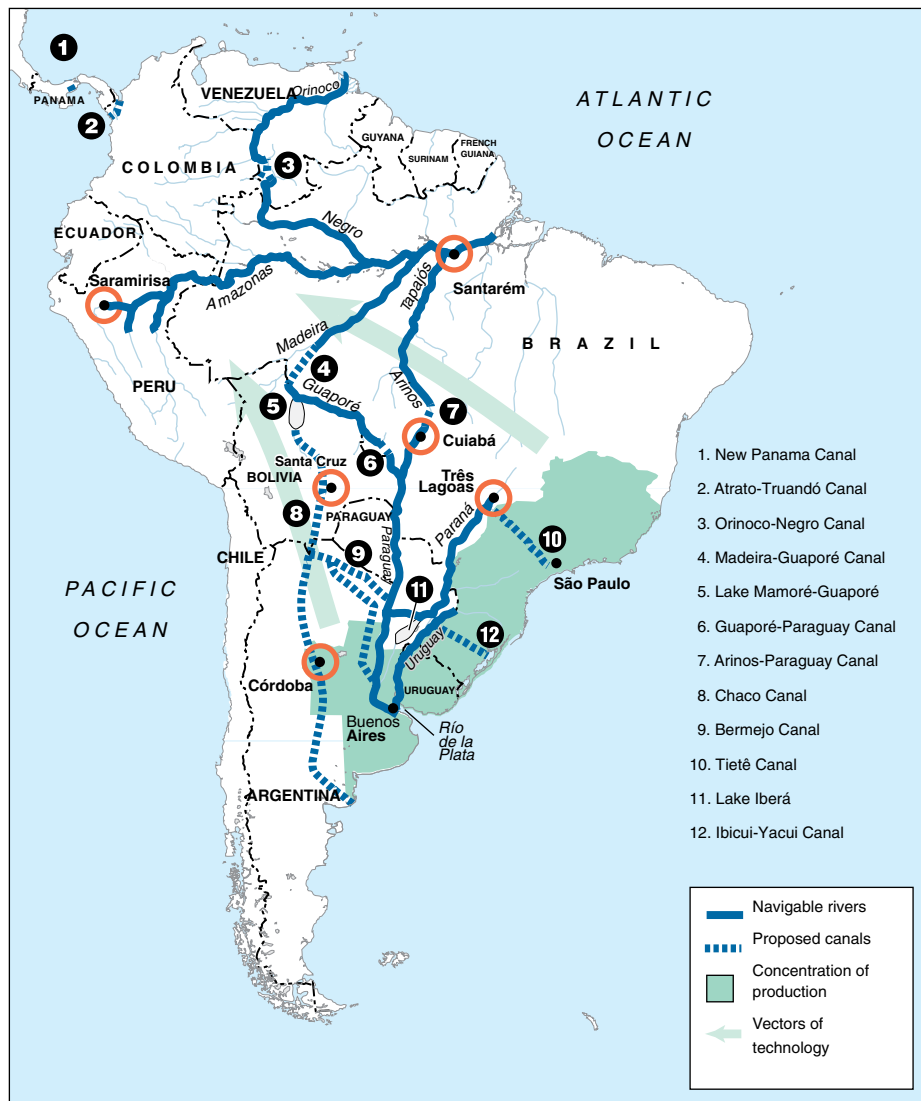 1
PANAMA
2
VENEZUELA
Orinoco
ATLANTIC
OCEAN
GUYANA
SURINAM
FRENCH
GUIANA
COLOMBIA
3
ECUADOR
Negro
Saramirisa
Amazonas
Tapajós
Santarém
Madeira
BRAZIL
4
PERU
5
Guaporé
Arinos
7
Cuiabá
6
Santa Cruz
BOLIVIA
Três
Lagoas
8
PARAGUAY
Paraná
10
São Paulo
CHILE
9
Paraguay
11
PACIFIC
OCEAN
12
Uruguay
Córdoba
URUGUAY
Buenos
Aires
Río
de la
Plata
ARGENTINA
1. New Panama Canal
2. Atrato-Truandó Canal
3. Orinoco-Negro Canal
4. Madeira-Guaporé Canal
5. Lake Mamoré-Guaporé
6. Guaporé-Paraguay Canal
7. Arinos-Paraguay Canal
8. Chaco Canal
9. Bermejo Canal
10. Tietê Canal
11. Lake Iberá
12. Ibicui-Yacui Canal
Navigable rivers
Proposed canals
Concentration of
production
Vectors of
technology